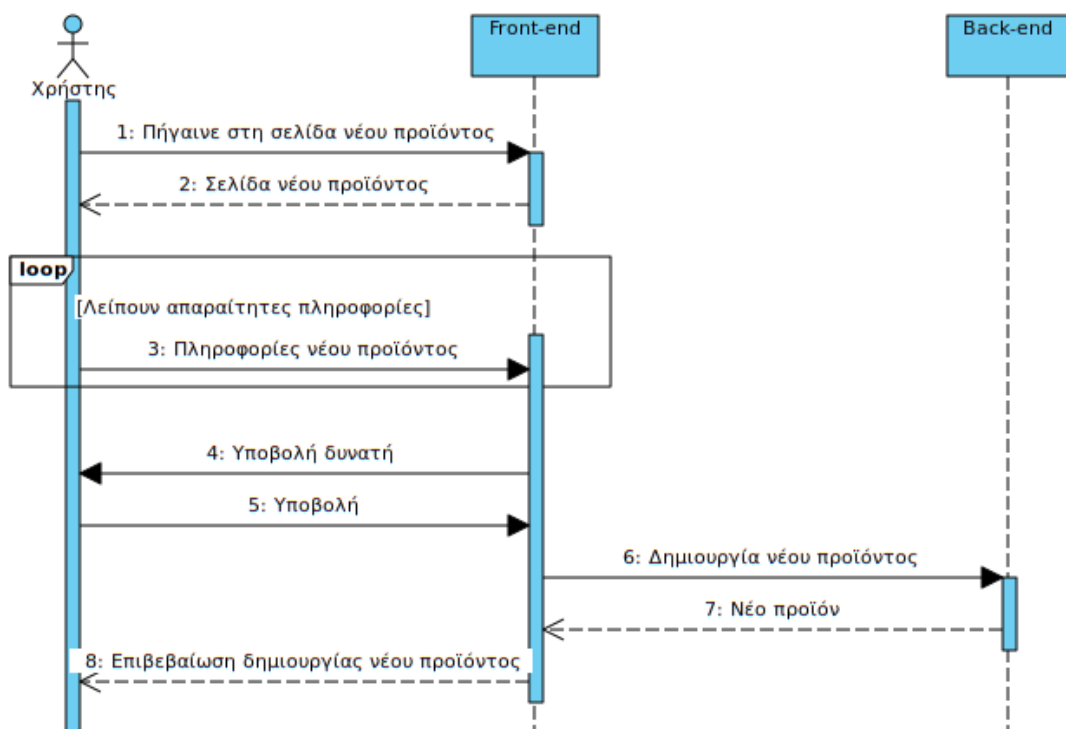 Χρήστης
Front-end
Back-end
1: Πήγαινε στη σελίδα νέου προϊόντος
2: Σελίδα νέου προϊόντος
loop
[Λείπουν απαραίτητες πληροφορίες]
3: Πληροφορίες νέου προϊόντος
4: Υποβολή δυνατή
5: Υποβολή
6: Δημιουργία νέου προϊόντος
7: Νέο προϊόν
8: Επιβεβαίωση δημιουργίας νέου προϊόντος